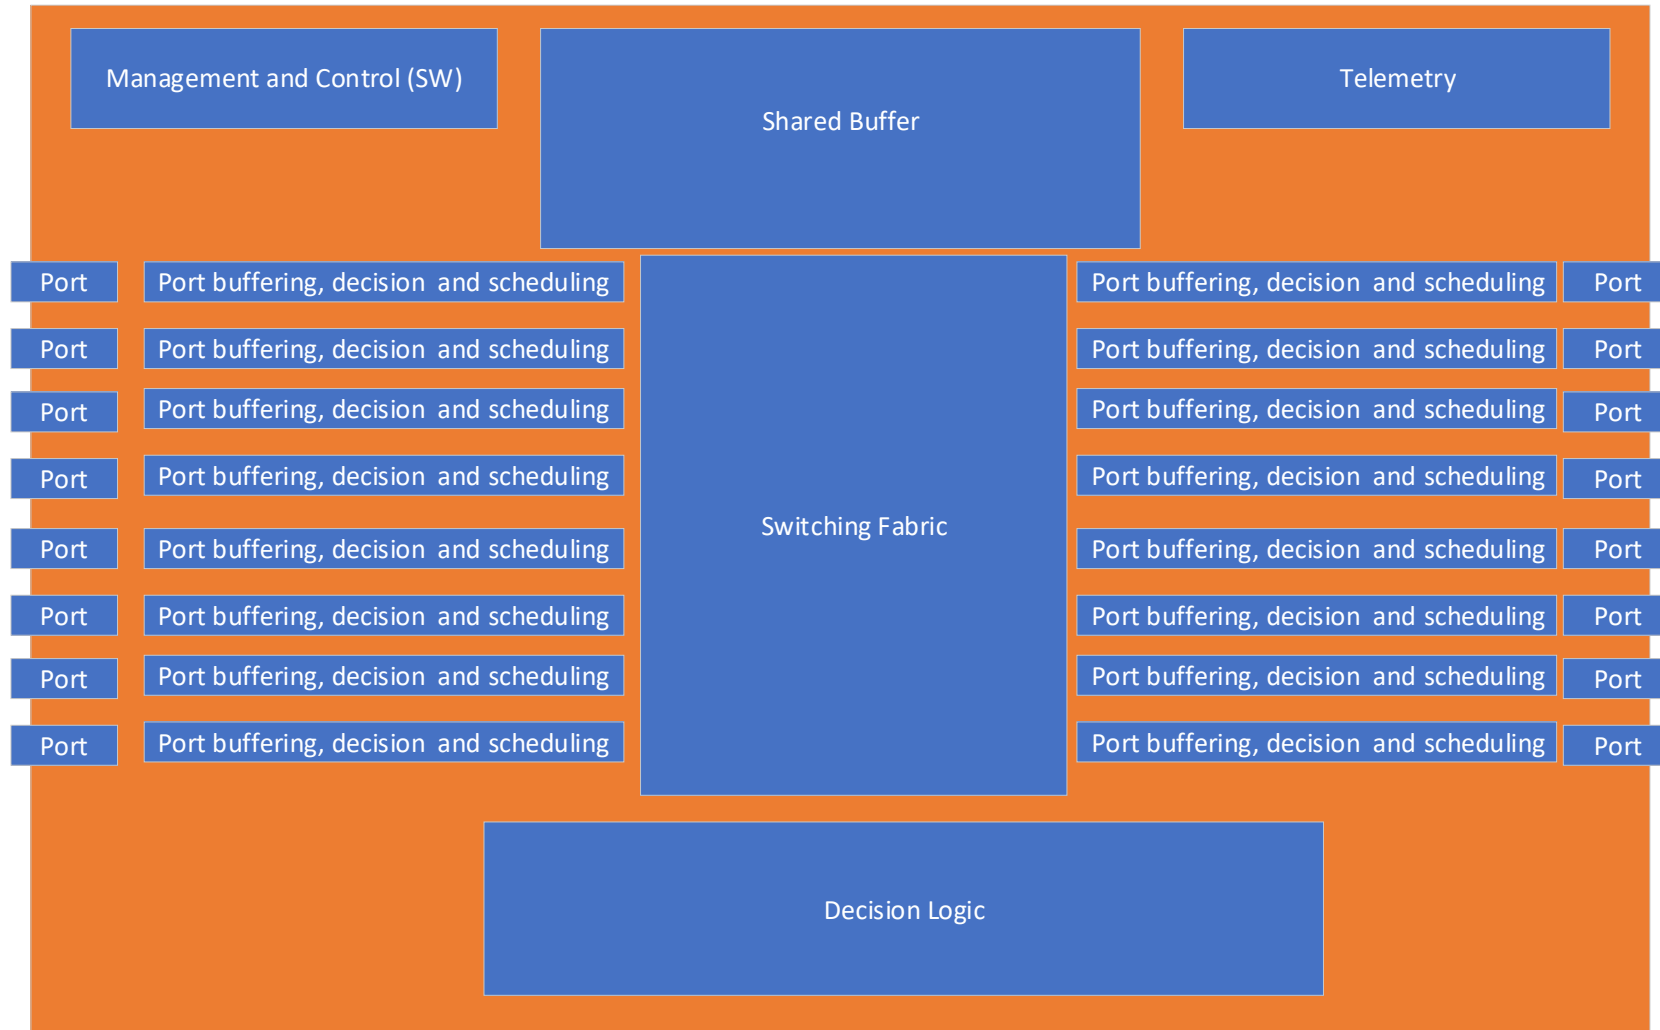 Management and Control (SW)
Shared Buffer
Telemetry
Port
Port buffering, decision and scheduling
Port buffering, decision and scheduling
Port
Port
Port buffering, decision and scheduling
Port buffering, decision and scheduling
Port
Port
Port buffering, decision and scheduling
Port buffering, decision and scheduling
Port
Port
Port buffering, decision and scheduling
Port buffering, decision and scheduling
Port
Switching Fabric
Port
Port buffering, decision and scheduling
Port buffering, decision and scheduling
Port
Port
Port buffering, decision and scheduling
Port buffering, decision and scheduling
Port
Port
Port buffering, decision and scheduling
Port buffering, decision and scheduling
Port
Port
Port buffering, decision and scheduling
Port buffering, decision and scheduling
Port
Decision Logic